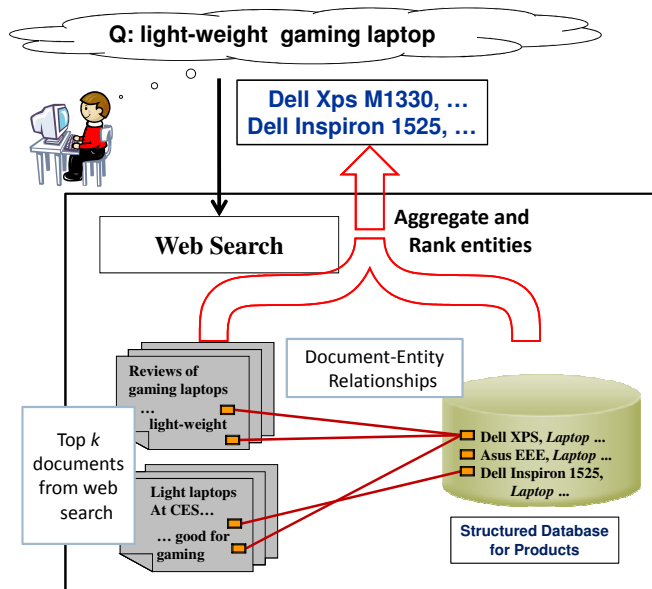 Q: light-weight gaming laptop
Dell Xps M1330, …
Dell Inspiron 1525, …
Web Search
Aggregate and
Rank entities
Document-Entity
Relationships
Reviews of
gaming laptops
…
light-weight
Top k
documents
from web
search
Light laptops
At CES…
… good for
gaming
Dell XPS, Laptop ...
Asus EEE, Laptop ...
Dell Inspiron 1525,
Laptop ...
Structured Database
for Products